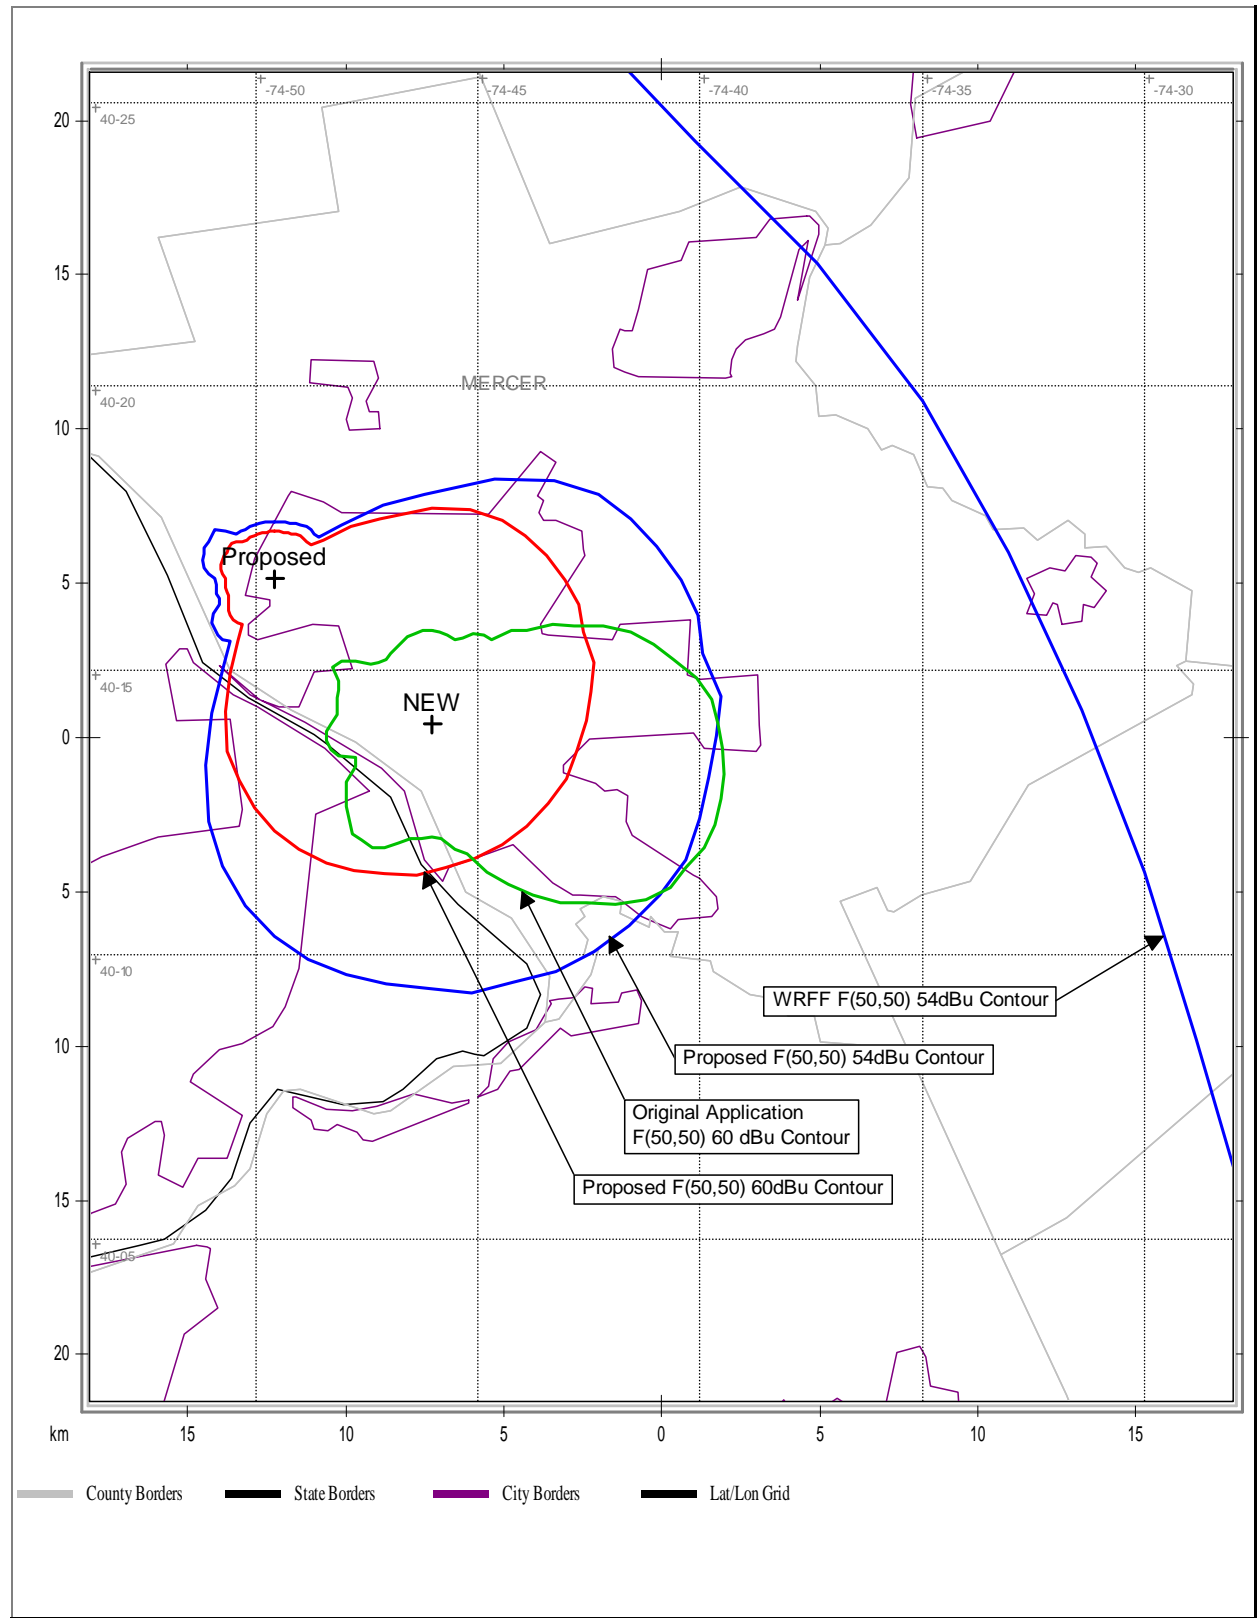 -74-50
-74-45
-74-40
-74-35
-74-30
20
40-25
15
MERCER
40-20
10
Proposed
5
40-15
NEW
0
5
40-10
WRFF F(50,50) 54dBu Contour
10
Proposed F(50,50) 54dBu Contour
Original Application
F(50,50) 60 dBu Contour
15
Proposed F(50,50) 60dBu Contour
40-05
20
km
15
10
5
0
5
10
15
County Borders
State Borders
City Borders
Lat/Lon Grid